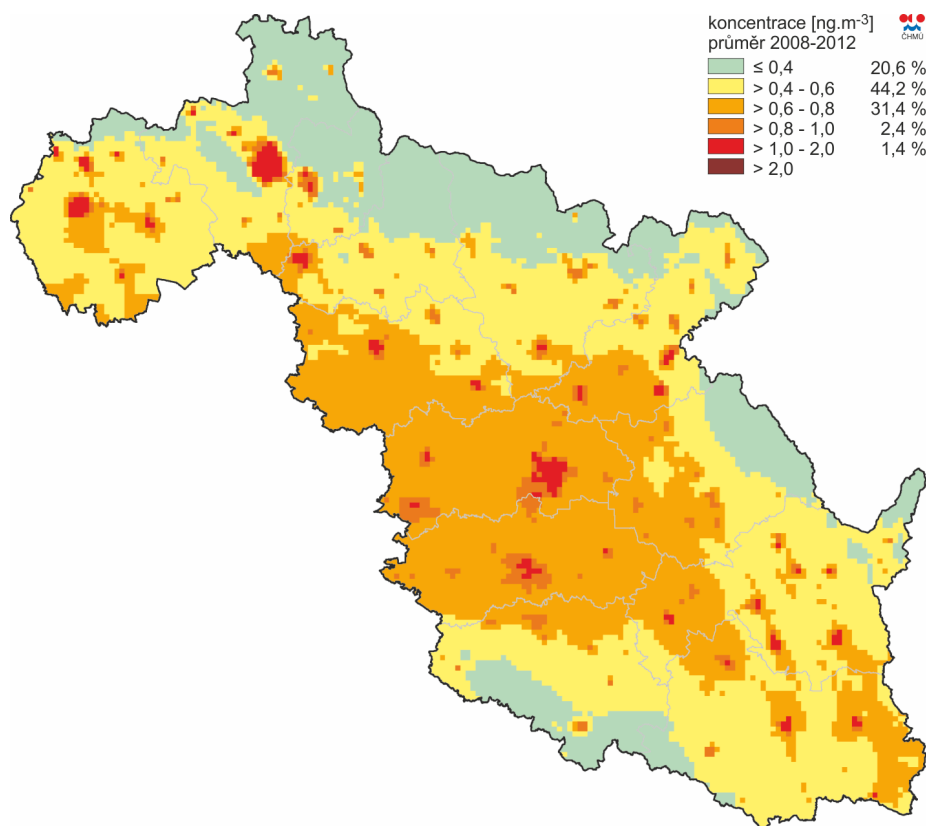 koncentrace [ng.m-3]
průměr 2008-2012
ČHMÚ
≤ 0,4 20,6 %
> 0,4 - 0,6 44,2 %
> 0,6 - 0,8 31,4 %
> 0,8 - 1,0 2,4 %
> 1,0 - 2,0 1,4 %
> 2,0